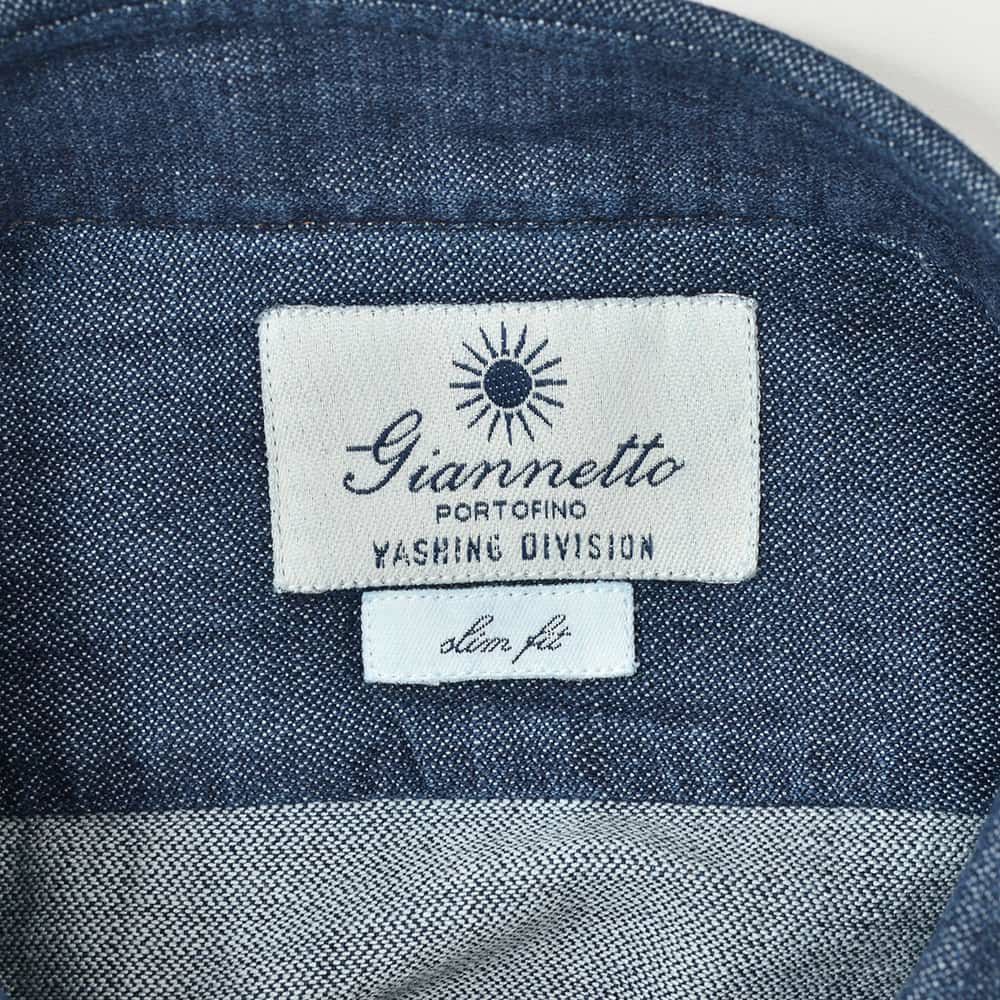 Giannetto
PORTOFINO
WASHING DIVISION
slim fit